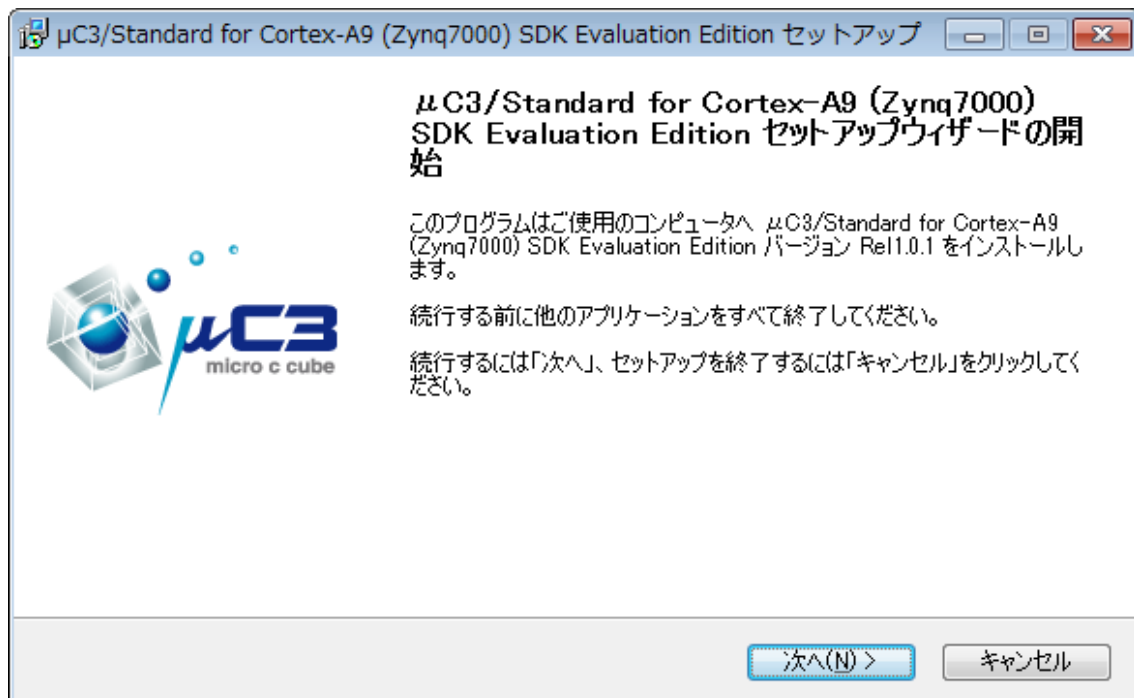 μC3/Standard for Cortex-A9 (Zynq7000) SDK Evaluation Edition セットアップ
μC3/Standard for Cortex-A9 (Zynq7000)
SDK Evaluation Edition セットアップウィザードの開
始
このプログラムはご使用のコンピュータへ μC3/Standard for Cortex-A9
(Zynq7000) SDK Evaluation Edition バージョン Rel1.0.1 をインストールし
ます。
続行する前に他のアプリケーションをすべて終了してください。
続行するには「次へ」、セットアップを終了するには「キャンセル」をクリックしてく
ださい。
μC3
micro c cube
次へ(N) >
キャンセル